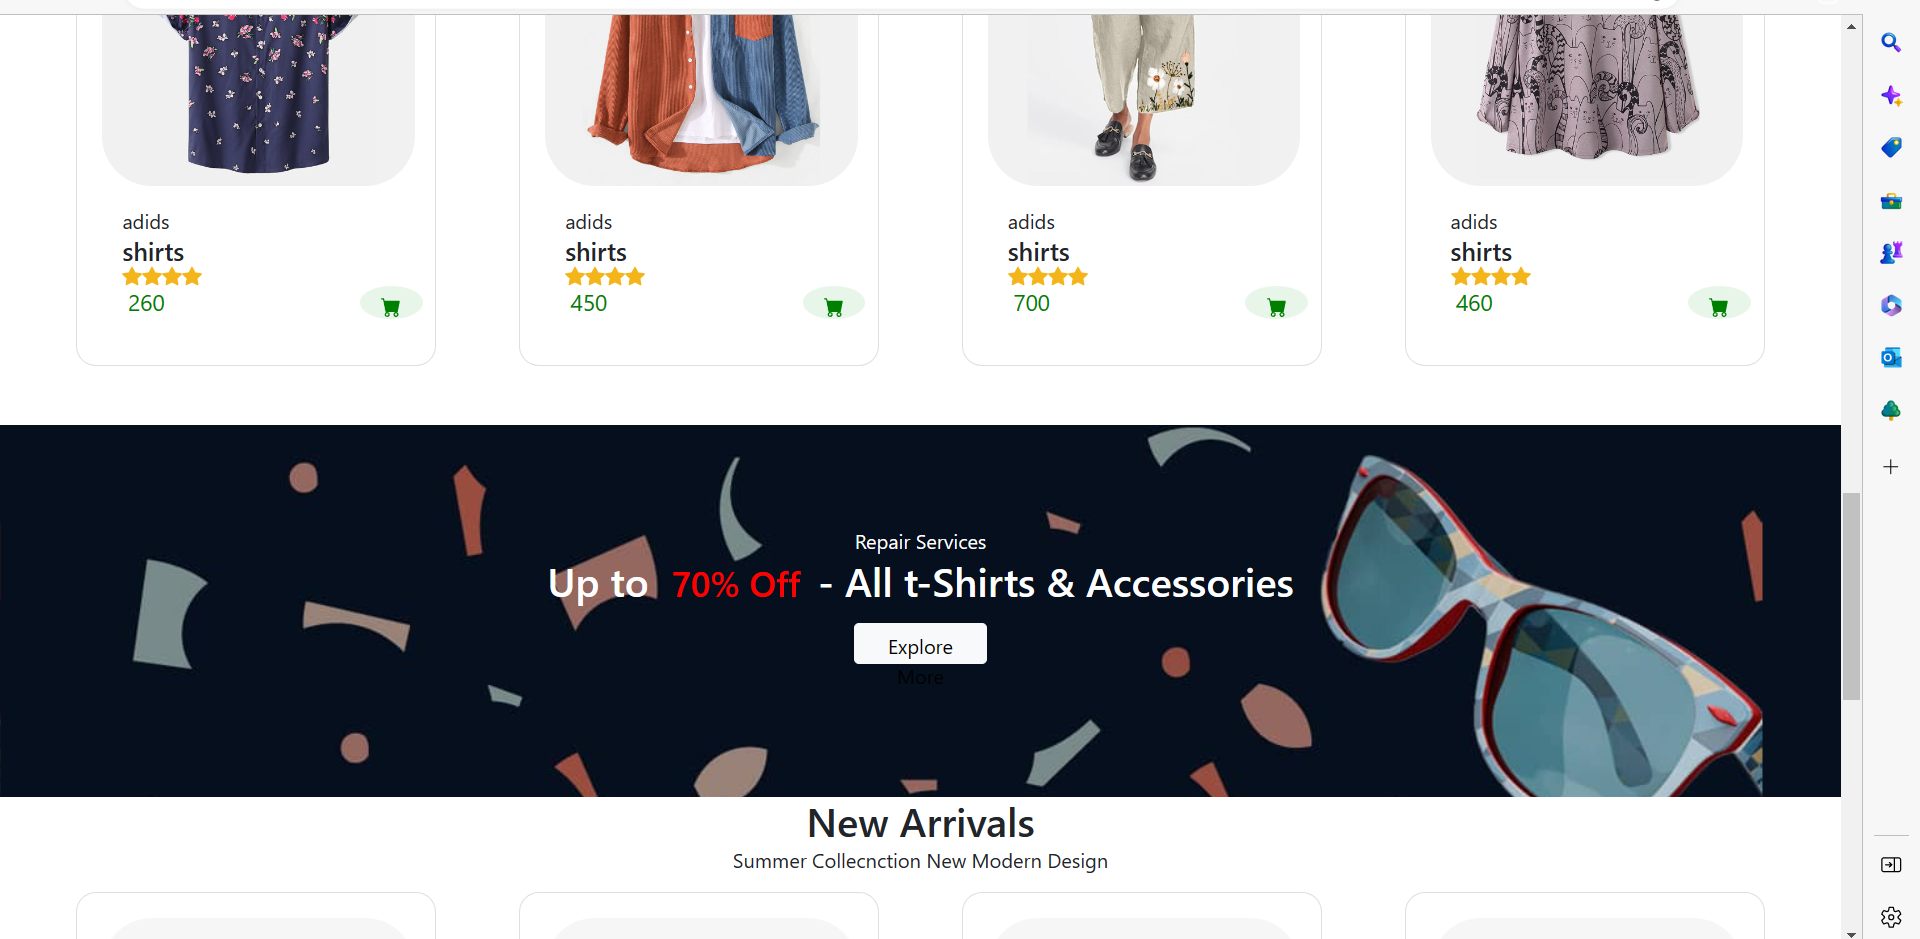 adids
shirts
260
adids
shirts
450
adids
shirts
700
adids
shirts
460
Repair Services
Up to 70% Off - All t-Shirts & Accessories
Explore
More
New Arrivals
Summer Collecnction New Modern Design